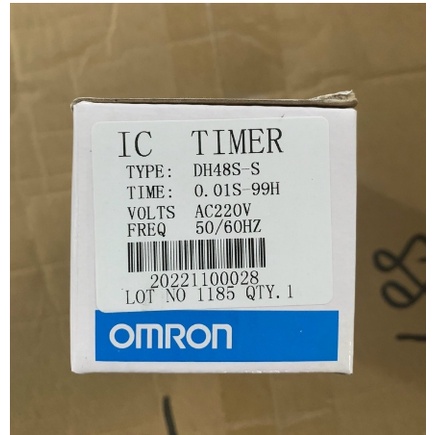 IC TIMER
TYPE: DH48S-S
TIME: 0.01S-99H
VOLTS AC220V
FREQ 50/60HZ
20221100028
LOT NO 1185 QTY.1
OMRON